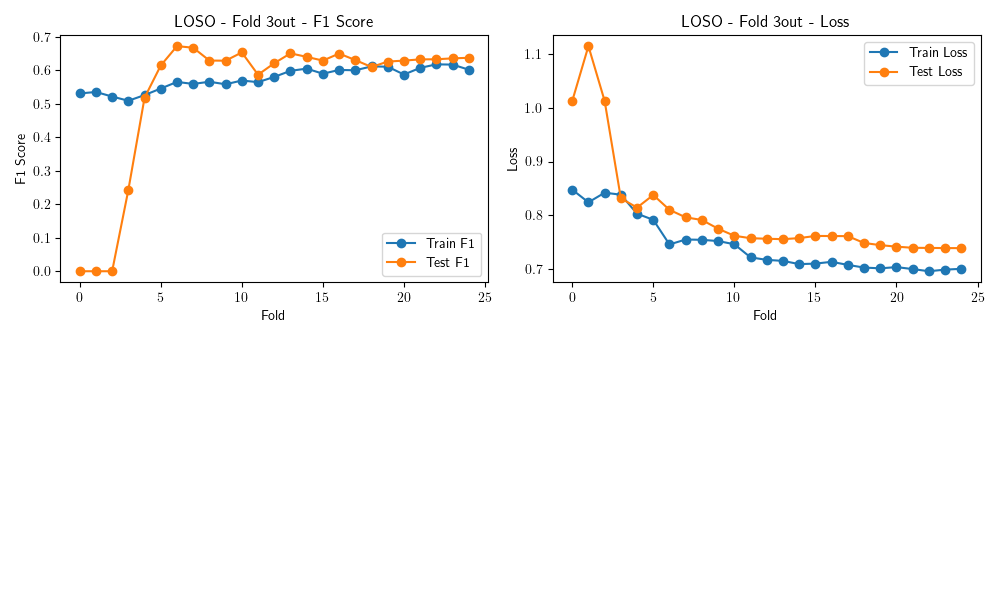 LOSO - Fold 3out - F1 Score
F1 Score
0.7
0.6
0.5
0.4
0.3
0.2
0.1
0.0
Train F1
Test F1
0 5 10 15 20 25
Fold
LOSO - Fold 3out - Loss
Loss
1.1
1.0
0.9
0.8
0.7
Train Loss
Test Loss
0 5 10 15 20 25
Fold